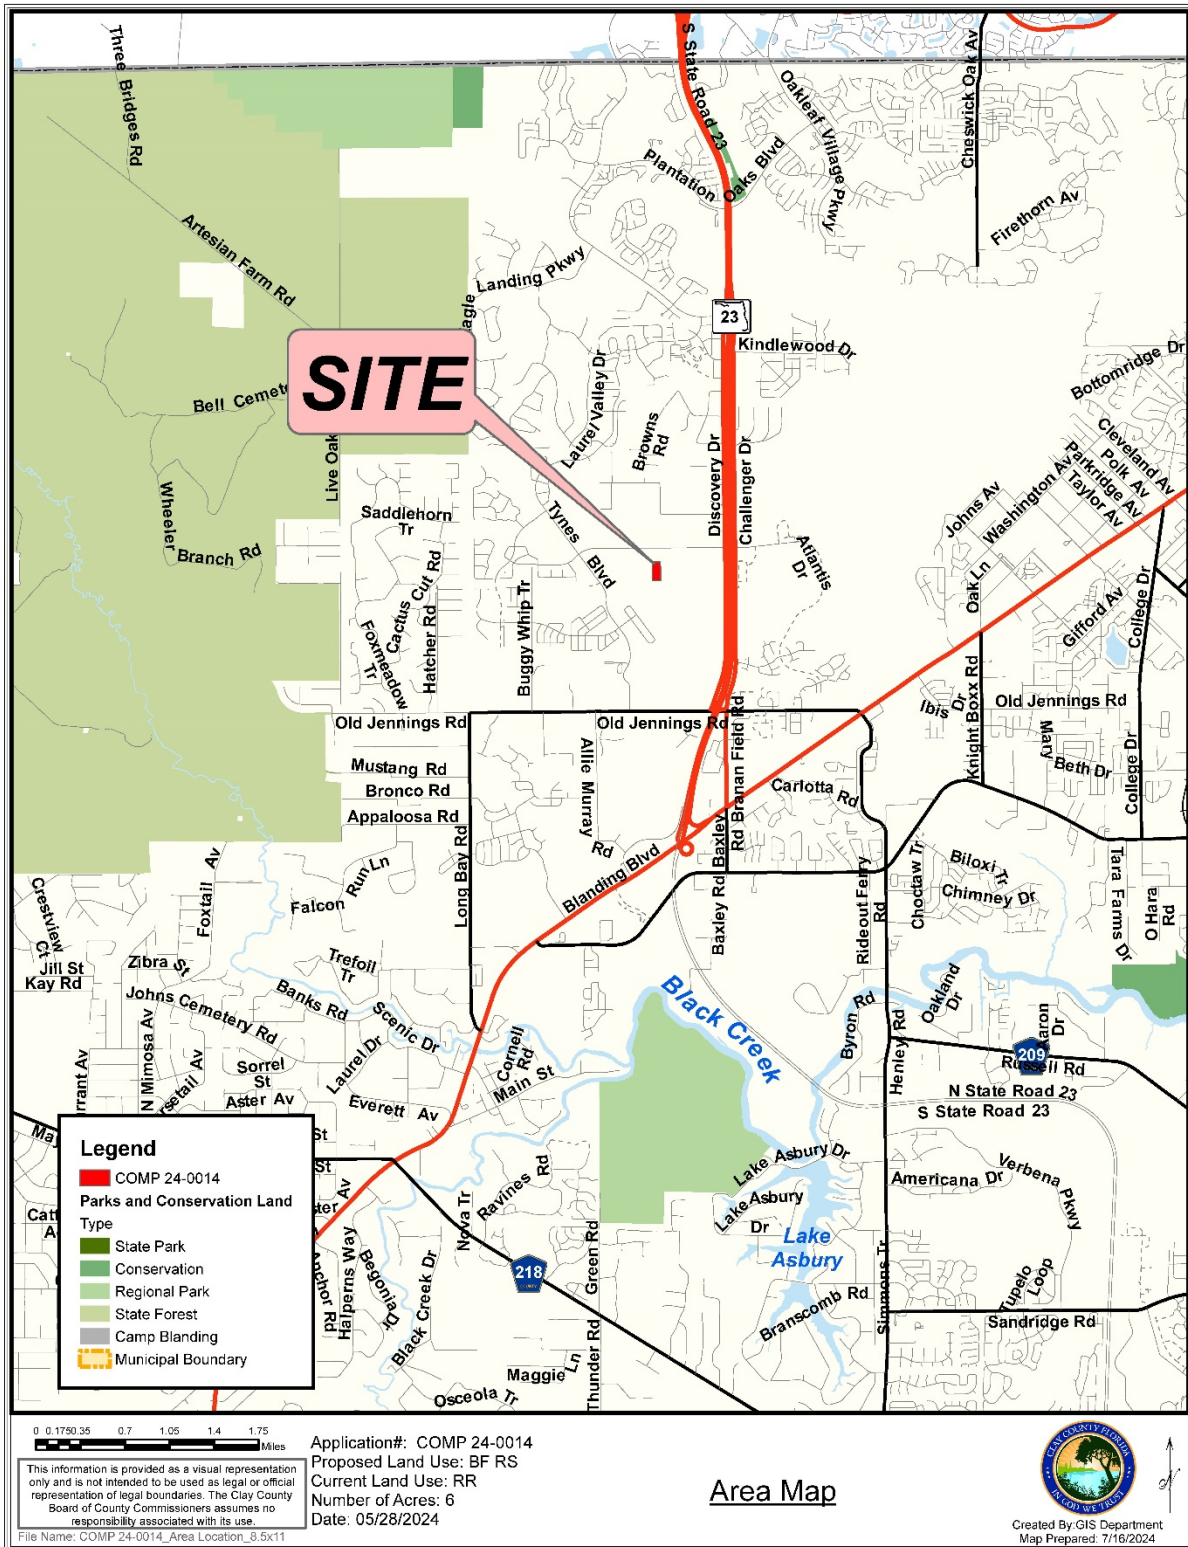 Three Bridges Rd
S State Road 23
Oakleaf Village Pkwy
Cheswick Oak Av
Plantation Oaks Blvd
Firethorn Av
Artesian Farm Rd
Landing Pkwy
23
Kindlewood Dr
Bottomridge Dr
SITE
Bell
Live Oak
Laurel Valley Dr
Browns
Rd
Discovery Dr
Challenger Dr
Cleveland Av
Polk Av
Parkridge Av
Taylor Av
Washington Av
Johns Av
Wheeler
Branch Rd
Saddlehorn
Tr
Tynes Blvd
Atlantis
Dr
Cactus Cut Rd
Foxmeadow
Tr
Hatcher Rd
Buggy Whip Tr
Oak Ln
Gifford Av
College Dr
Old Jennings Rd
Old Jennings Rd
Branan Field Rd
Ibis
Dr
Knight Boxx Rd
Old Jennings Rd
Mary
Beth Dr
College Dr
Mustang Rd
Bronco Rd
Appaloosa Rd
Allie Murray
Rd
Carlotta Rd
Long Bay Rd
Blanding Blvd
Baxley
Rd
Baxley Rd
Rideout Ferry
Rd
Choctaw Tr
Biloxi Tr
Chimney Dr
Tara Farms Dr
O Hara
Rd
Foxtail Av
Falcon
Run Ln
Crestview
Ct
Jill St
Kay Rd
Zibra St
Trefoil
Tr
Johns Cemetery Rd
Banks Rd
Scenic Dr
Black Creek
Oakland
Dr
Aaron
Dr
Byron Rd
Henley Rd
209
Russell Rd
N State Road 23
S State Road 23
N Mimosa Av
Sorrel
St
Laurel Dr
Cornell
Rd
Main St
Aster Av
Everett Av
St
St
Lake Asbury Dr
Lake Asbury
Dr
Lake
Asbury
Americana Dr
Verbena Pkwy
Nova Tr
Ravines Rd
Green Rd
218
COUNTY
Halperns Way
Begonia Dr
Black Creek Dr
Anchor Rd
Branscomb Rd
Simmons Tr
Tupelo
Loop
Sandridge Rd
Maggie Ln
Thunder Rd
Osceola Tr
Legend
COMP 24-0014
Parks and Conservation Land
Type
State Park
Conservation
Regional Park
State Forest
Camp Blanding
Municipal Boundary
0 0.1750.35 0.7 1.05 1.4 1.75
Miles
This information is provided as a visual representation
only and is not intended to be used as legal or official
representation of legal boundaries. The Clay County
Board of County Commissioners assumes no
responsibility associated with its use.
File Name: COMP 24-0014_Area Location_8.5x11
Application#: COMP 24-0014
Proposed Land Use: BF RS
Current Land Use: RR
Number of Acres: 6
Date: 05/28/2024
Area Map
CLAY COUNTY FLORIDA
IN GOD WE TRUST
N
Created By:GIS Department
Map Prepared: 7/16/2024